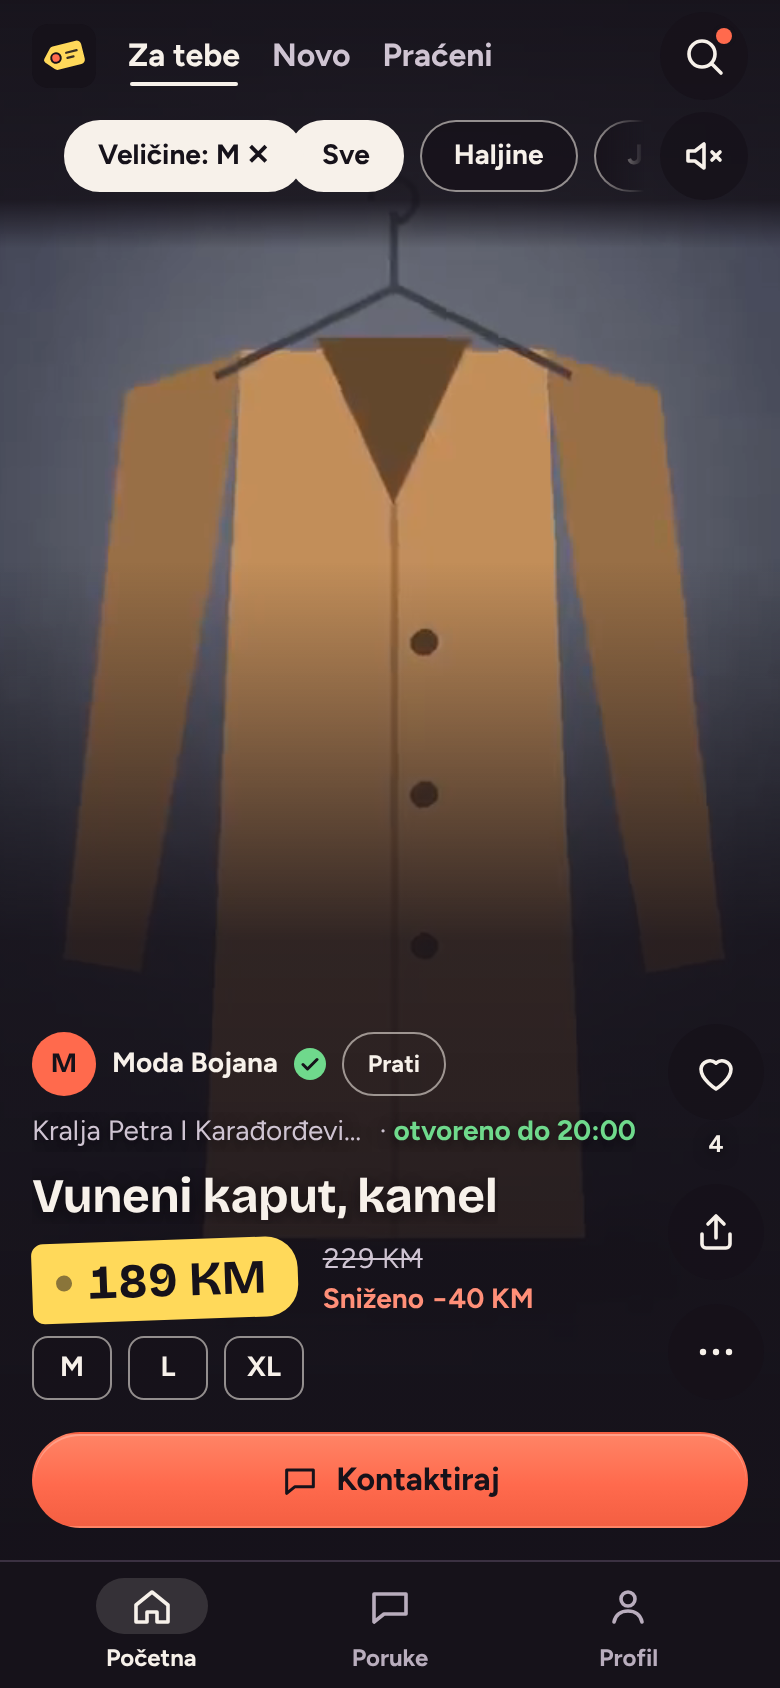 Za tebe Novo Praćeni
Veličine: M ✕ Sve Haljine J
M Moda Bojana Prati
Kralja Petra I Karađorđevi... · otvoreno do 20:00
4
Vuneni kaput, kamel
189 KM
229 KM
Sniženo −40 KM
M L XL
Kontaktiraj
Početna Poruke Profil